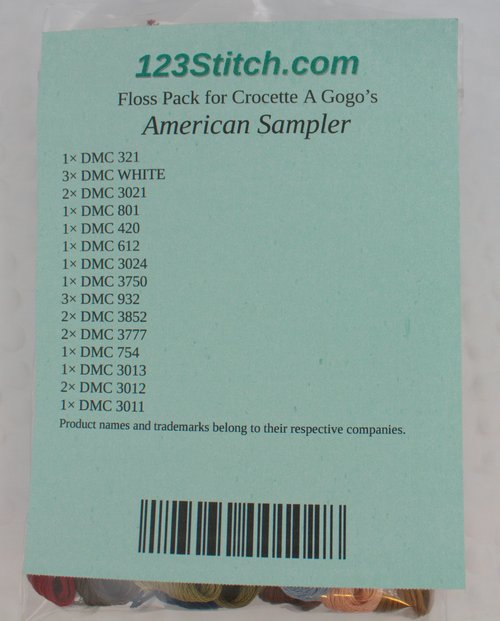 123Stitch.com
Floss Pack for Crocette A Gogo's
American Sampler
1× DMC 321
3× DMC WHITE
2× DMC 3021
1× DMC 801
1× DMC 420
1× DMC 612
1× DMC 3024
1× DMC 3750
3× DMC 932
2× DMC 3852
2× DMC 3777
1× DMC 754
1× DMC 3013
2× DMC 3012
1× DMC 3011
Product names and trademarks belong to their respective companies.